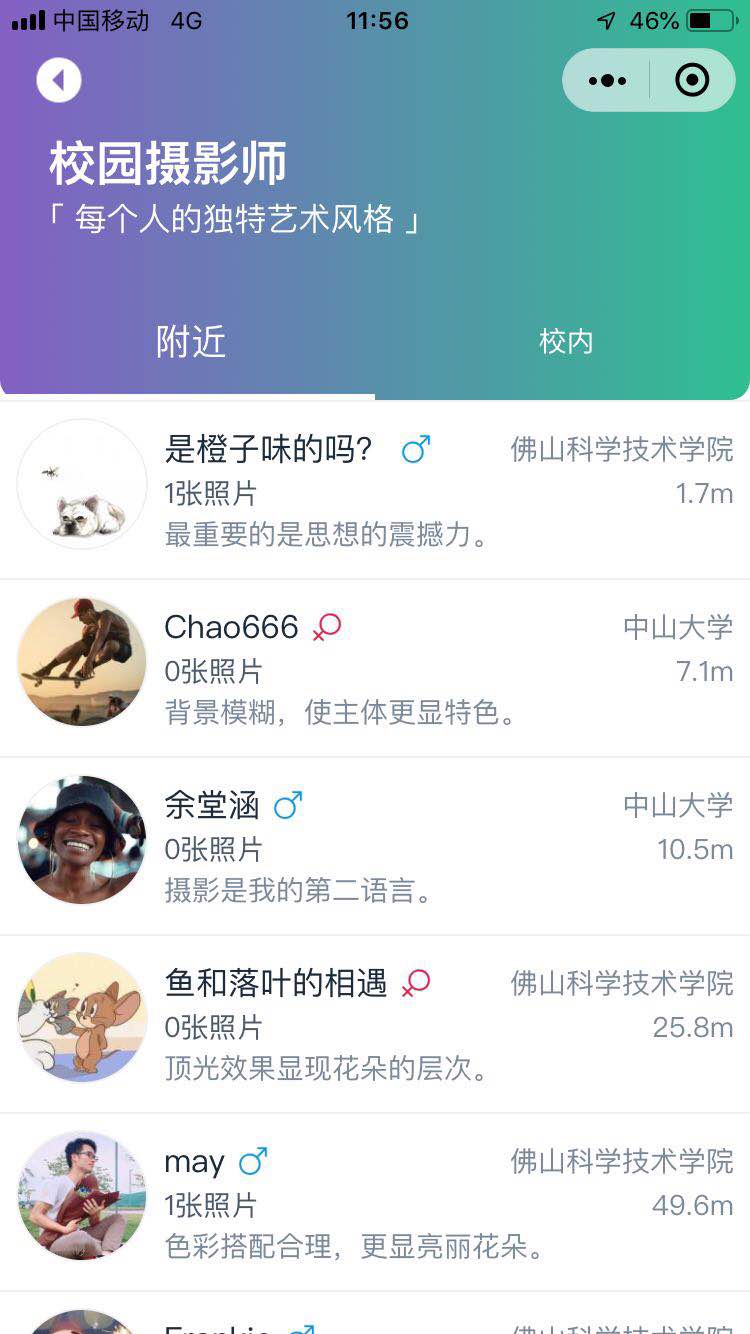 中国移动 4G 11:56 46%
校园摄影师
「 每个人的独特艺术风格 」
附近 校内
是橙子味的吗? 佛山科学技术学院
1张照片 1.7m
最重要的是思想的震撼力。
Chao666 中山大学
0张照片 7.1m
背景模糊，使主体更显特色。
余堂涵 中山大学
0张照片 10.5m
摄影是我的第二语言。
鱼和落叶的相遇 佛山科学技术学院
0张照片 25.8m
顶光效果显现花朵的层次。
may 佛山科学技术学院
1张照片 49.6m
色彩搭配合理，更显亮丽花朵。